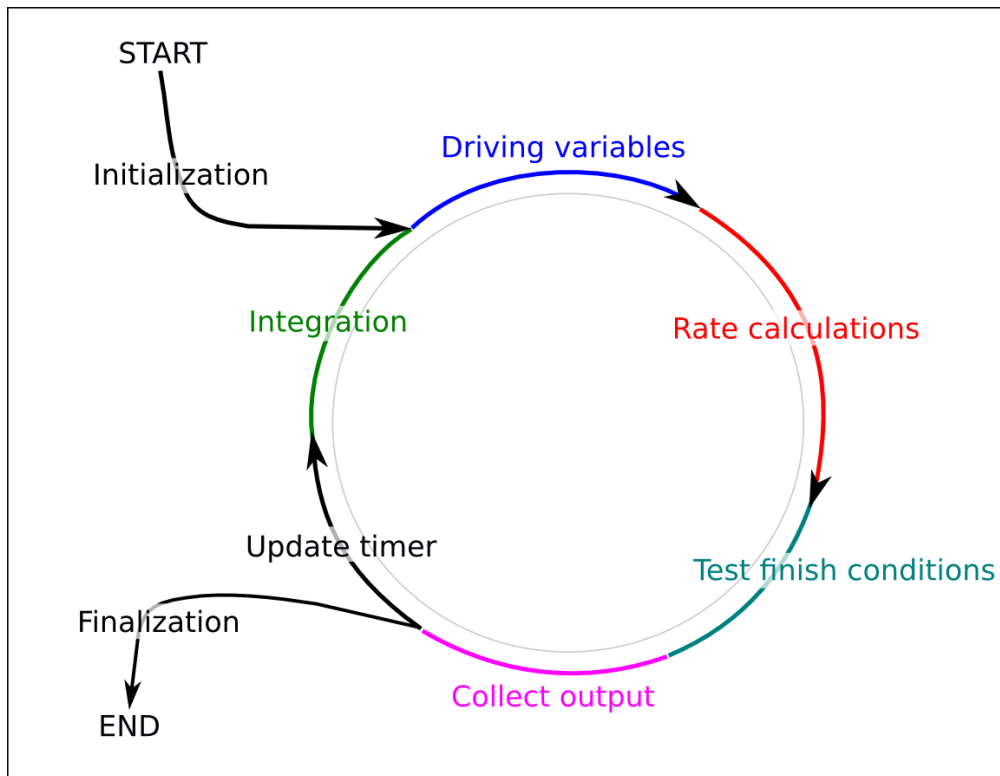 START
Initialization
Driving variables
Integration
Rate calculations
Update timer
Test finish conditions
Finalization
Collect output
END